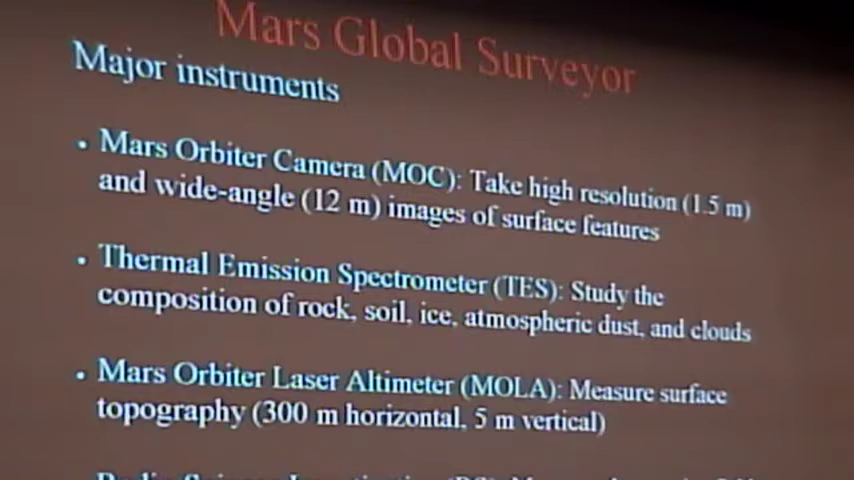 Mars Global Surveyor
Major instruments
• Mars Orbiter Camera (MOC): Take high resolution (1.5 m)
and wide-angle (12 m) images of surface features
• Thermal Emission Spectrometer (TES): Study the
composition of rock, soil, ice, atmospheric dust, and clouds
• Mars Orbiter Laser Altimeter (MOLA): Measure surface
topography (300 m horizontal, 5 m vertical)